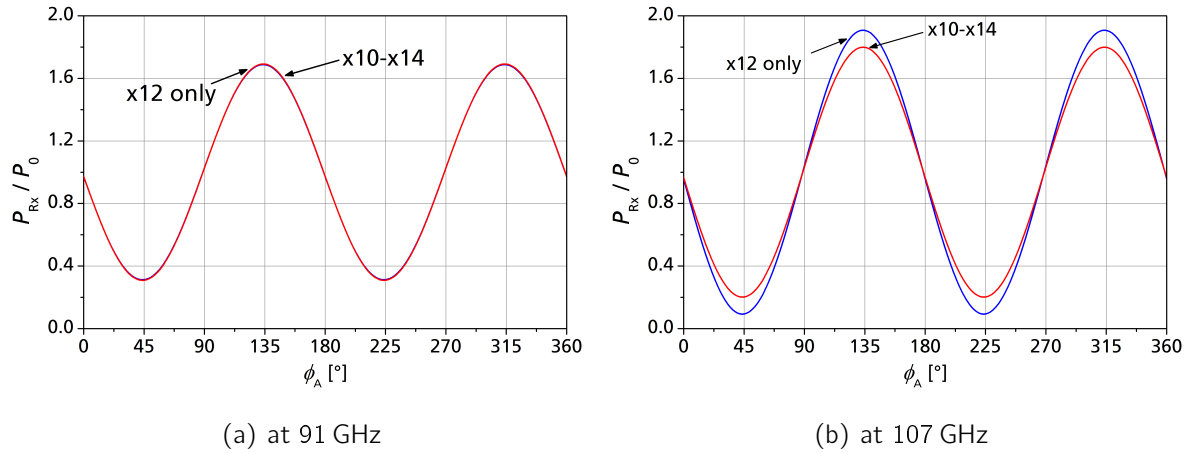 2.0
1.6
1.2
0.8
0.4
0.0
P_Rx / P_0
x12 only
x10-x14
0 45 90 135 180 225 270 315 360
ϕ_A [°]
(a) at 91 GHz
2.0
1.6
1.2
0.8
0.4
0.0
P_Rx / P_0
x10-x14
x12 only
0 45 90 135 180 225 270 315 360
ϕ_A [°]
(b) at 107 GHz